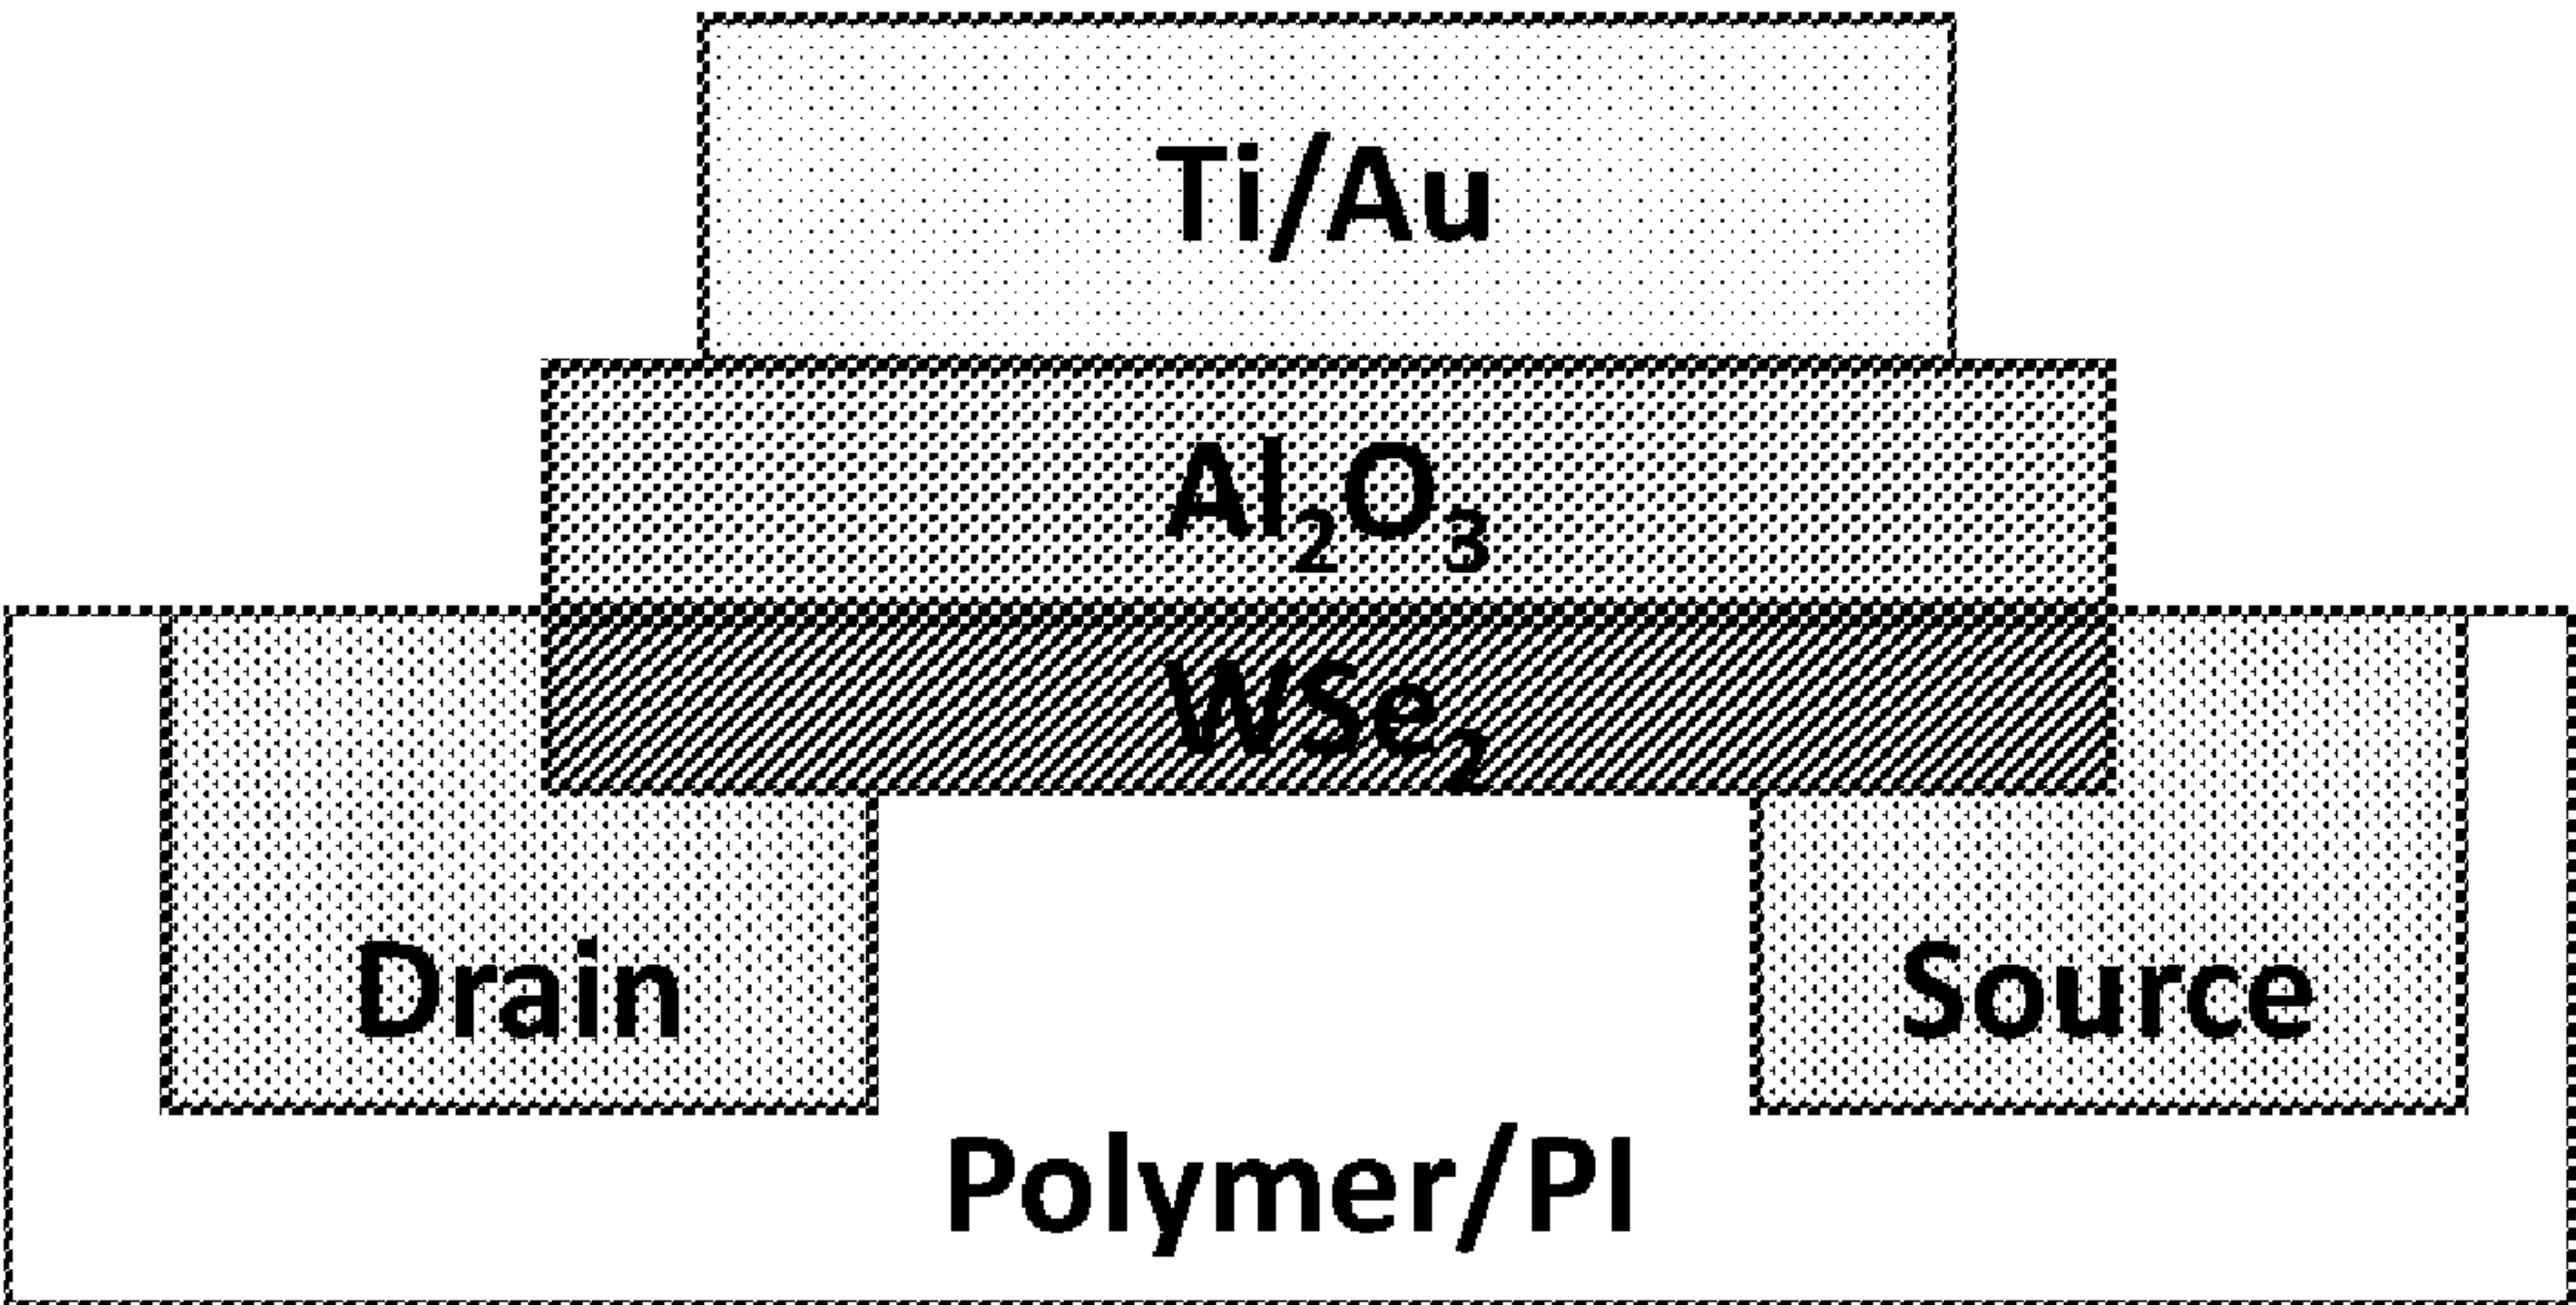 Ti/Au
Al₂O₃
WSe₂
Drain
Source
Polymer/PI